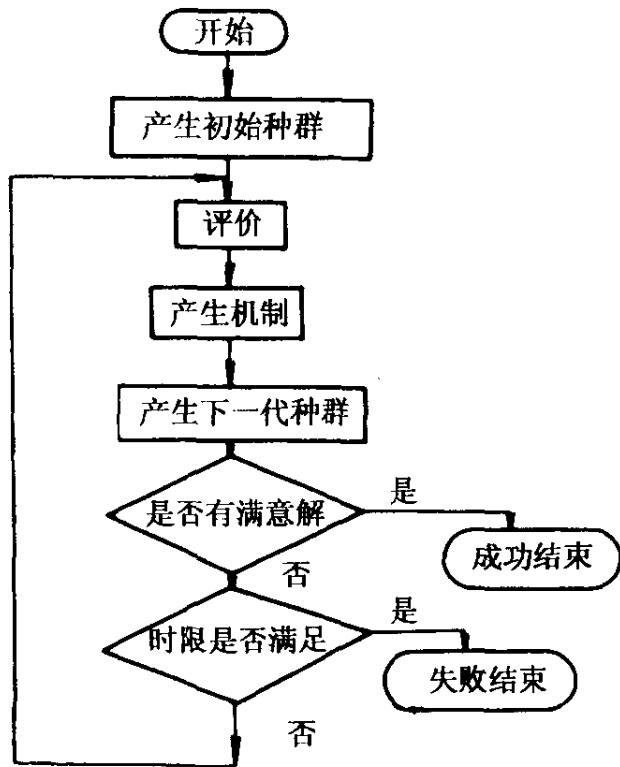 开始
产生初始种群
评价
产生机制
产生下一代种群
是否有满意解
是
成功结束
否
时限是否满足
是
失败结束
否